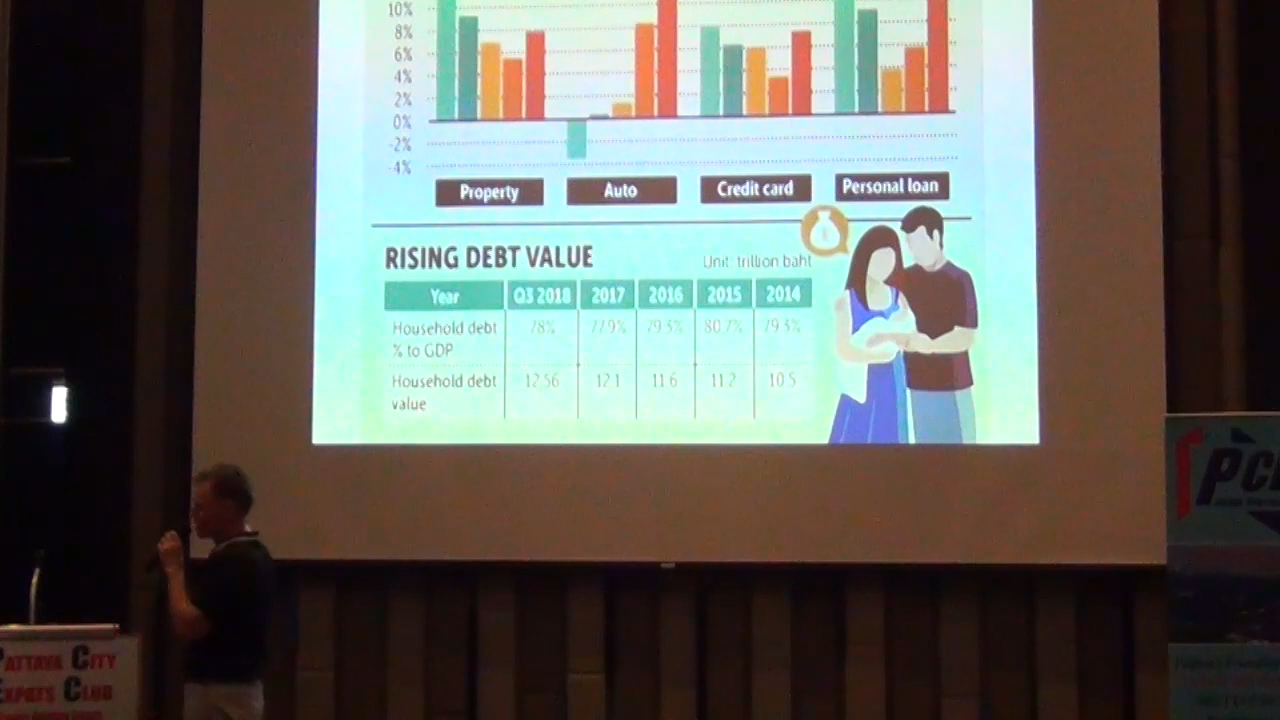 10%
8%
6%
4%
2%
0%
-2%
-4%
Property Auto Credit card Personal loan
RISING DEBT VALUE
Unit: trillion baht
Year Q3 2018 2017 2016 2015 2014
Household debt 78% 77.9% 79.3% 80.7% 79.3%
% to GDP
Household debt 12.56 12.1 11.6 11.2 10.5
value
PATTAYA CITY
EXPATS CLUB